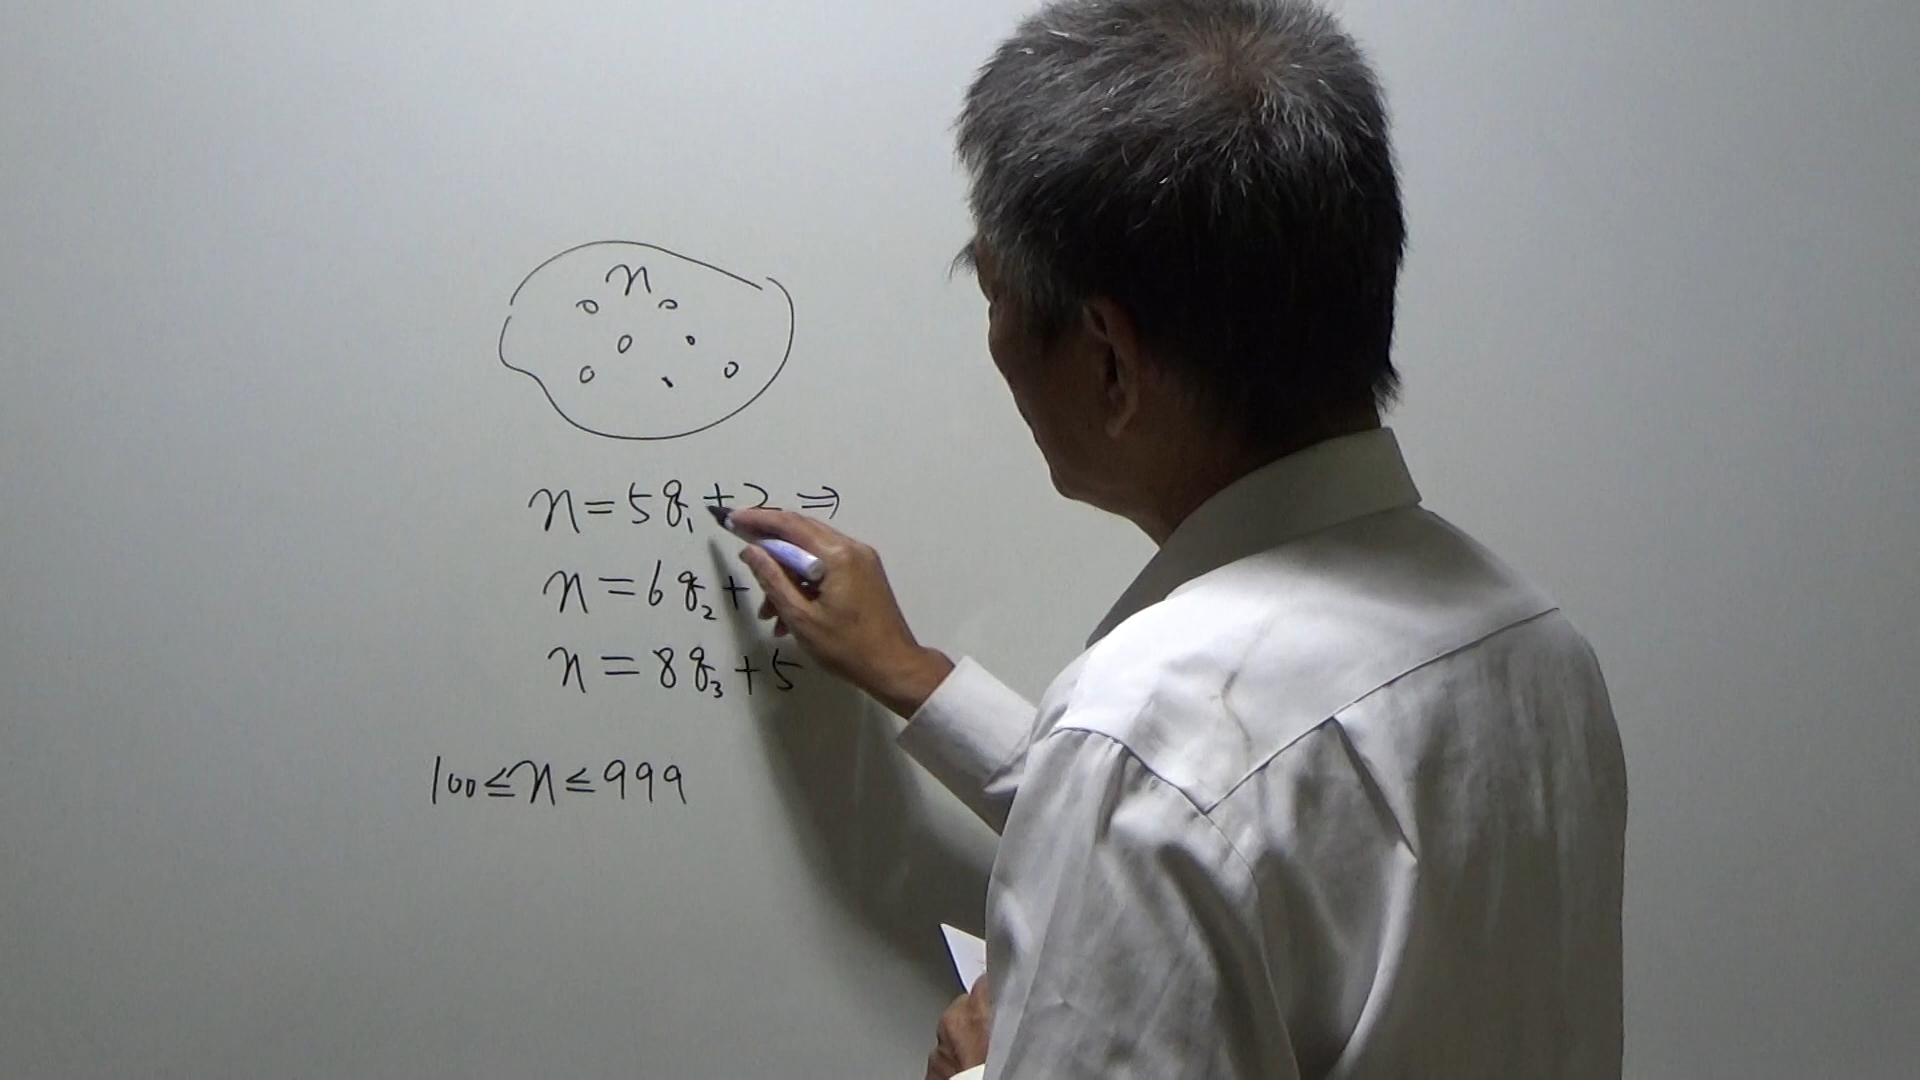 n
n = 5q₁ + 2 ⇒
n = 6q₂ +
n = 8q₃ + 5
100 ≤ n ≤ 999